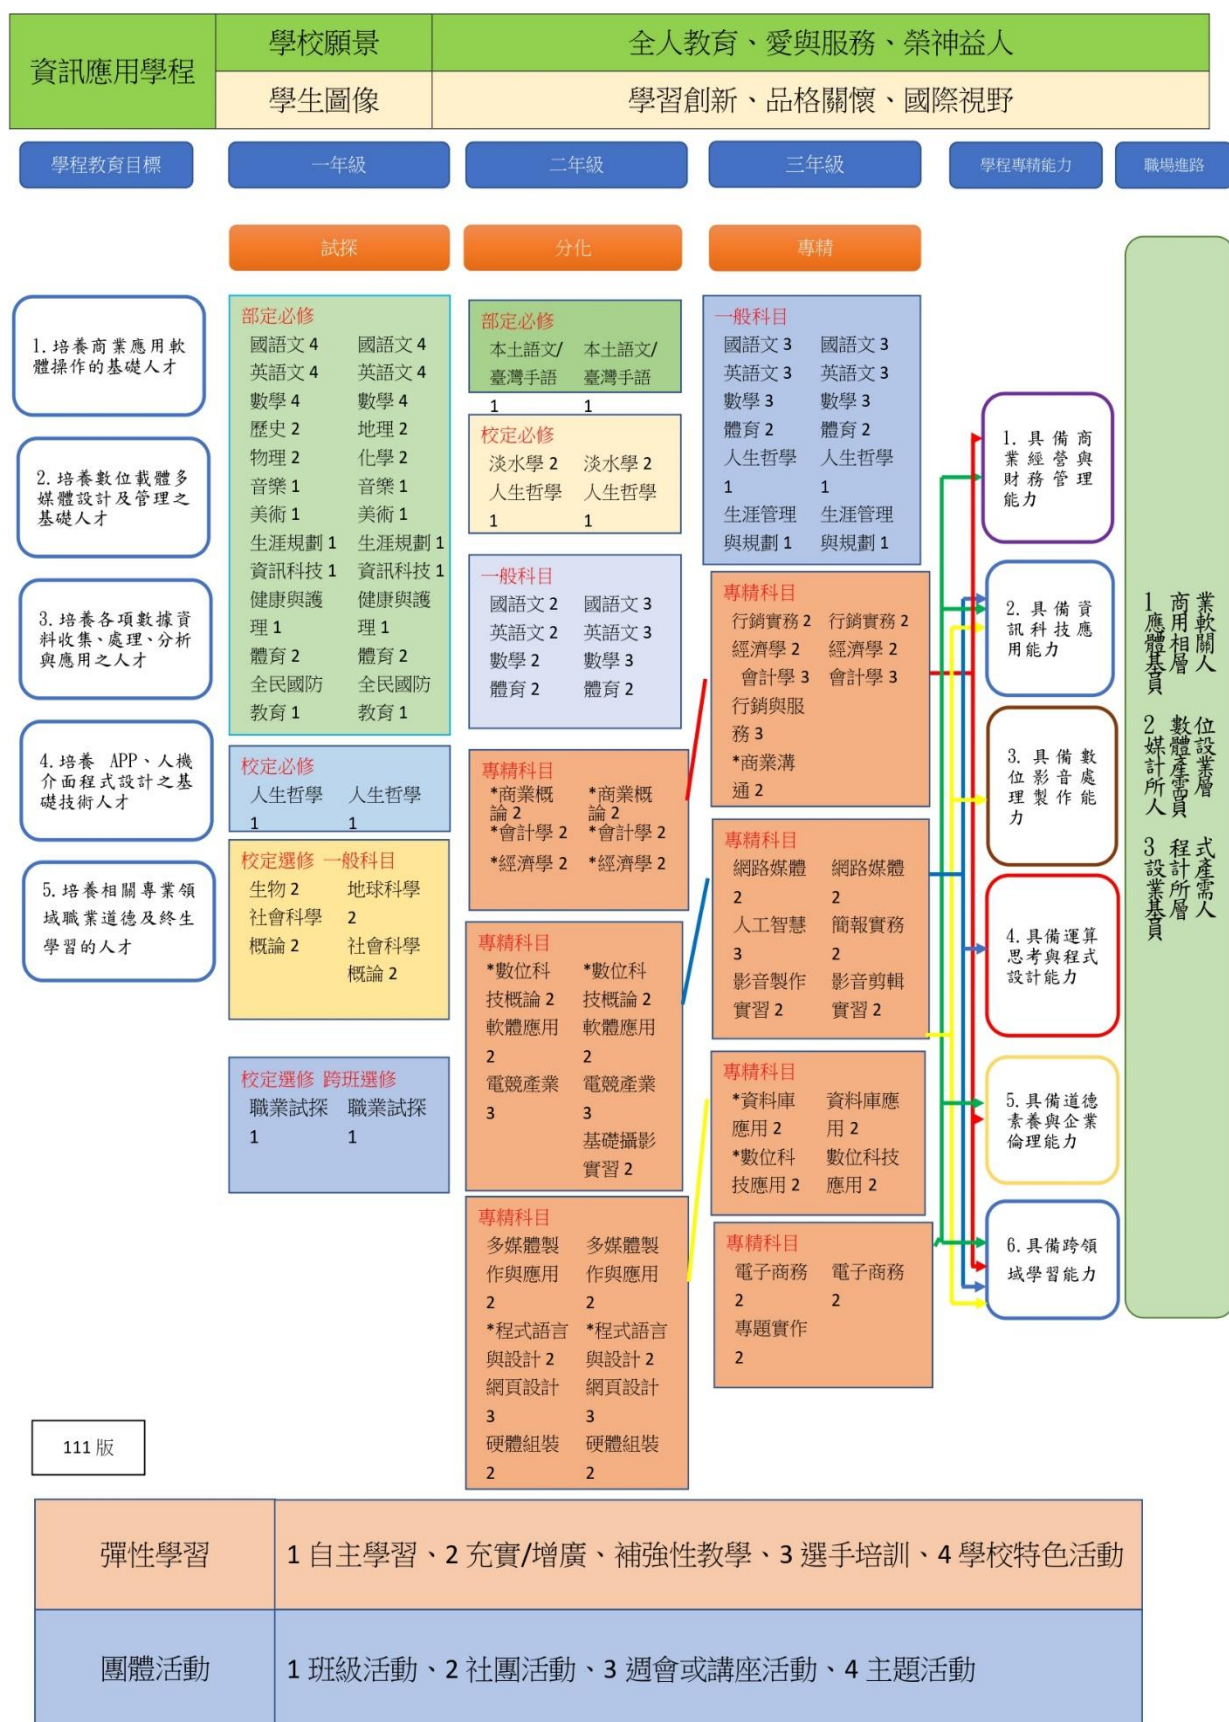 資訊應用學程
學校願景
全人教育、愛與服務、榮神益人
學生圖像
學習創新、品格關懷、國際視野
學程教育目標
一年級
二年級
三年級
學程專精能力
職場進路
試探
分化
專精
1.培養商業應用軟
體操作的基礎人才
2.培養數位載體多
媒體設計及管理之
基礎人才
3.培養各項數據資
料收集、處理、分析
與應用之人才
4.培養 APP、人機
介面程式設計之基
礎技術人才
5.培養相關專業領
域職業道德及終生
學習的人才
部定必修
國語文 4 國語文 4
英語文 4 英語文 4
數學 4 數學 4
歷史 2 地理 2
物理 2 化學 2
音樂 1 音樂 1
美術 1 美術 1
生涯規劃 1 生涯規劃 1
資訊科技 1 資訊科技 1
健康與護 健康與護
理 1 理 1
體育 2 體育 2
全民國防 全民國防
教育 1 教育 1
校定必修
人生哲學 人生哲學
1 1
校定選修 一般科目
生物 2 地球科學
社會科學 2
概論 2 社會科學
概論 2
校定選修 跨班選修
職業試探 職業試探
1 1
部定必修
本土語文/ 本土語文/
臺灣手語 臺灣手語
1 1
校定必修
淡水學 2 淡水學 2
人生哲學 人生哲學
1 1
一般科目
國語文 2 國語文 3
英語文 2 英語文 3
數學 2 數學 3
體育 2 體育 2
專精科目
*商業概 *商業概
論 2 論 2
*會計學 2 *會計學 2
*經濟學 2 *經濟學 2
專精科目
*數位科 *數位科
技概論 2 技概論 2
軟體應用 軟體應用
2 2
電競產業 電競產業
3 3
基礎攝影
實習 2
專精科目
多媒體製 多媒體製
作與應用 作與應用
2 2
*程式語言 *程式語言
與設計 2 與設計 2
網頁設計 網頁設計
3 3
硬體組裝 硬體組裝
2 2
一般科目
國語文 3 國語文 3
英語文 3 英語文 3
數學 3 數學 3
體育 2 體育 2
人生哲學 人生哲學
1 1
生涯管理 生涯管理
與規劃 1 與規劃 1
專精科目
行銷實務 2 行銷實務 2
經濟學 2 經濟學 2
會計學 3 會計學 3
行銷與服
務 3
*商業溝
通 2
專精科目
網路媒體 網路媒體
2 2
人工智慧 簡報實務
3 2
影音製作 影音剪輯
實習 2 實習 2
專精科目
*資料庫 資料庫應
應用 2 用 2
*數位科 數位科技
技應用 2 應用 2
專精科目
電子商務 電子商務
2 2
專題實作
2
1.具備商
業經營與
財務管理
能力
2.具備資
訊科技應
用能力
3.具備數
位影音處
理製作能
力
4.具備運算
思考與程式
設計能力
5.具備道德
素養與企業
倫理能力
6.具備跨領
域學習能力
1 商業
應用軟
體相關
基層人
員
2 數位
媒體設
計產業
所需層
人員
3 程式
設計產
業所需
基層人
員
111 版
彈性學習
1 自主學習、2 充實/增廣、補強性教學、3 選手培訓、4 學校特色活動
團體活動
1 班級活動、2 社團活動、3 週會或講座活動、4 主題活動